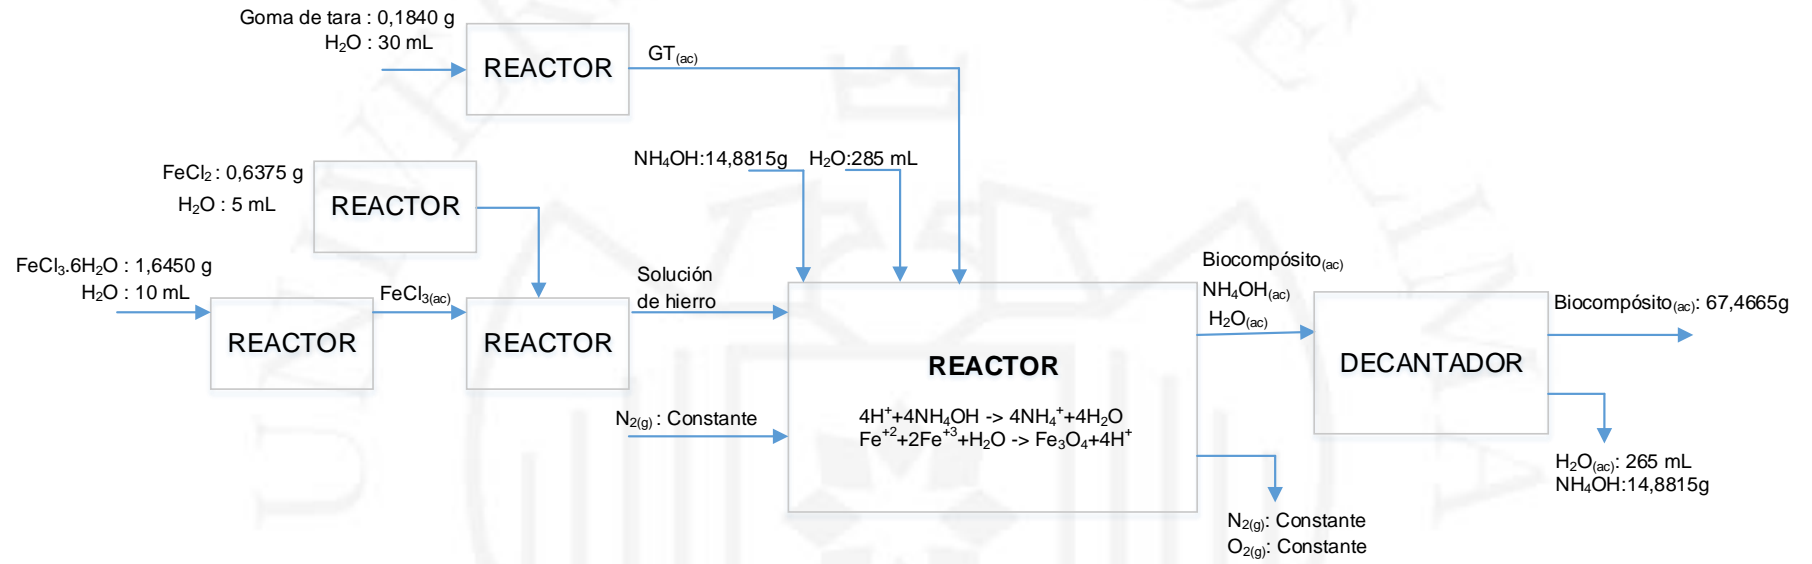 Goma de tara : 0,1840 g
H₂O : 30 mL
REACTOR
GT(ac)
NH₄OH:14,8815g
H₂O:285 mL
FeCl₂ : 0,6375 g
H₂O : 5 mL
REACTOR
FeCl₃.6H₂O : 1,6450 g
H₂O : 10 mL
REACTOR
FeCl₃(ac)
REACTOR
Solución
de hierro
N₂(g) : Constante
REACTOR
4H⁺+4NH₄OH -> 4NH₄⁺+4H₂O
Fe⁺²+2Fe⁺³+H₂O -> Fe₃O₄+4H⁺
Biocompósito(ac)
NH₄OH(ac)
H₂O(ac)
DECANTADOR
Biocompósito(ac): 67,4665g
H₂O(ac): 265 mL
NH₄OH:14,8815g
N₂(g): Constante
O₂(g): Constante